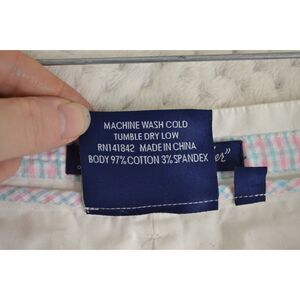 MACHINE WASH COLD
TUMBLE DRY LOW
RN141842 MADE IN CHINA
BODY 97% COTTON 3% SPANDEX